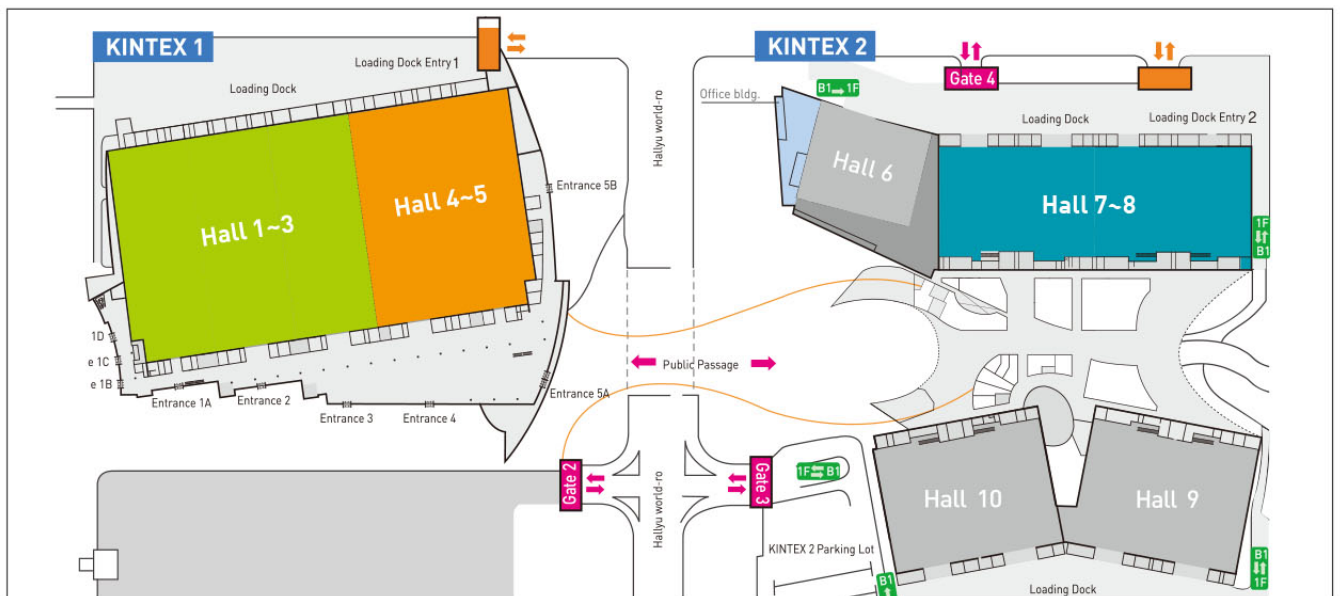 KINTEX 1
KINTEX 2
Loading Dock Entry 1
Loading Dock
Hallyu world-ro
Gate 4
B1 1F
Office bldg.
Loading Dock
Loading Dock Entry 2
Hall 1~3
Hall 4~5
Entrance 5B
Hall 6
Hall 7~8
1F
B1
1D
e 1C
e 1B
Entrance 1A
Entrance 2
Entrance 3
Entrance 4
Entrance 5A
Public Passage
Gate 2
Hallyu world-ro
Gate 3
1F B1
Hall 10
Hall 9
KINTEX 2 Parking Lot
B1
B1
1F
Loading Dock